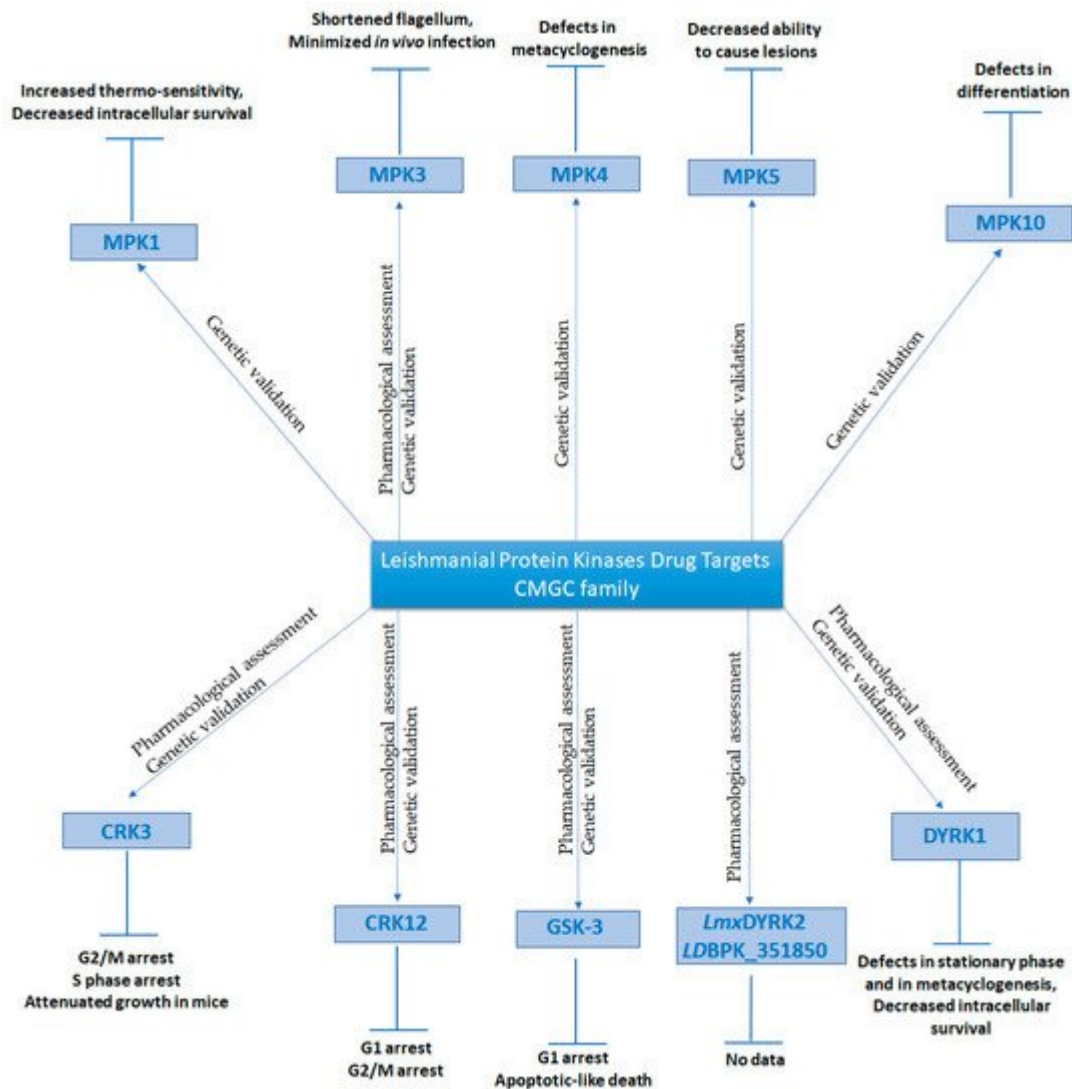 Shortened flagellum,
Minimized in vivo infection
Defects in
metacyclogenesis
Decreased ability
to cause lesions
Defects in
differentiation
Increased thermo-sensitivity,
Decreased intracellular survival
MPK3
MPK4
MPK5
MPK10
MPK1
Genetic validation
Pharmacological assessment
Genetic validation
Genetic validation
Genetic validation
Genetic validation
Leishmanial Protein Kinases Drug Targets
CMGC family
Pharmacological assessment
Genetic validation
Pharmacological assessment
Genetic validation
Pharmacological assessment
Genetic validation
Pharmacological assessment
Pharmacological assessment
Genetic validation
CRK3
CRK12
GSK-3
LmxDYRK2
LDBPK_351850
DYRK1
G2/M arrest
S phase arrest
Attenuated growth in mice
G1 arrest
G2/M arrest
G1 arrest
Apoptotic-like death
No data
Defects in stationary phase
and in metacyclogenesis,
Decreased intracellular
survival